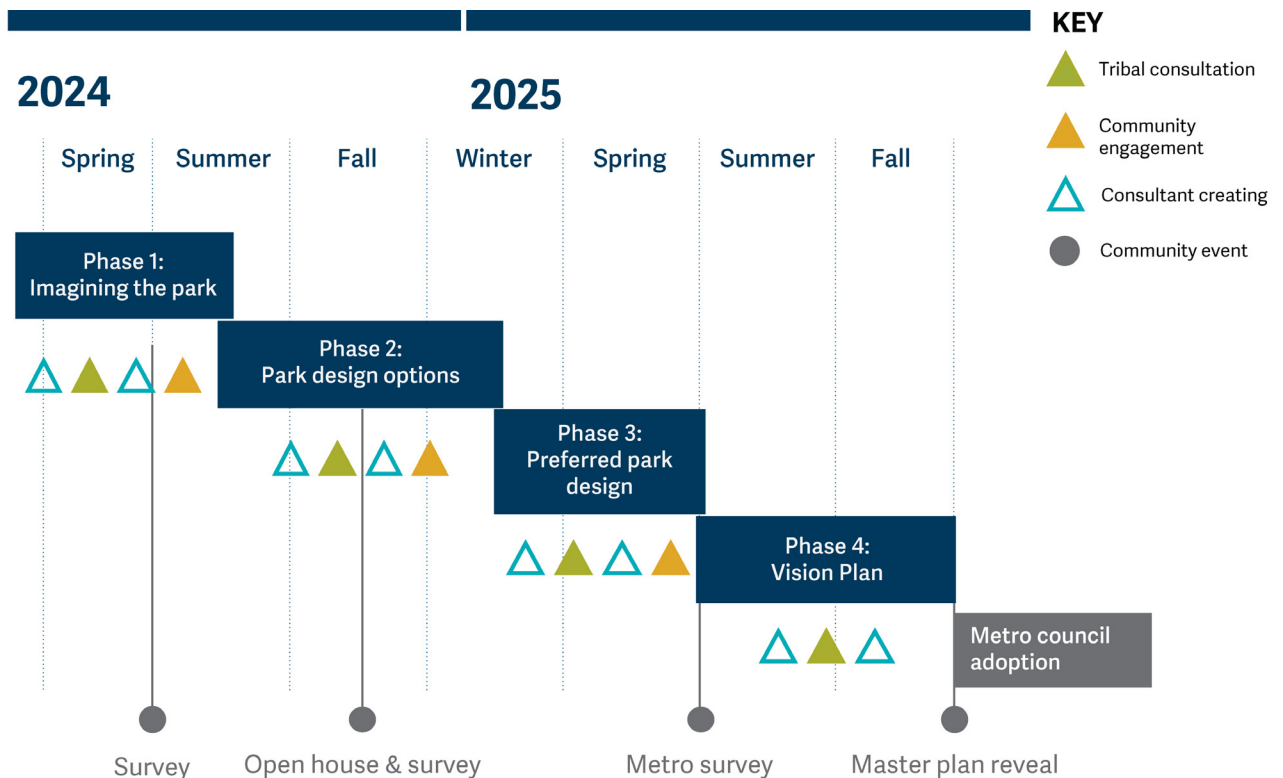 KEY
Tribal consultation
Community
engagement
Consultant creating
Community event
2024
2025
Spring
Summer
Fall
Winter
Spring
Summer
Fall
Phase 1:
Imagining the park
Phase 2:
Park design options
Phase 3:
Preferred park
design
Phase 4:
Vision Plan
Metro council
adoption
Survey
Open house & survey
Metro survey
Master plan reveal